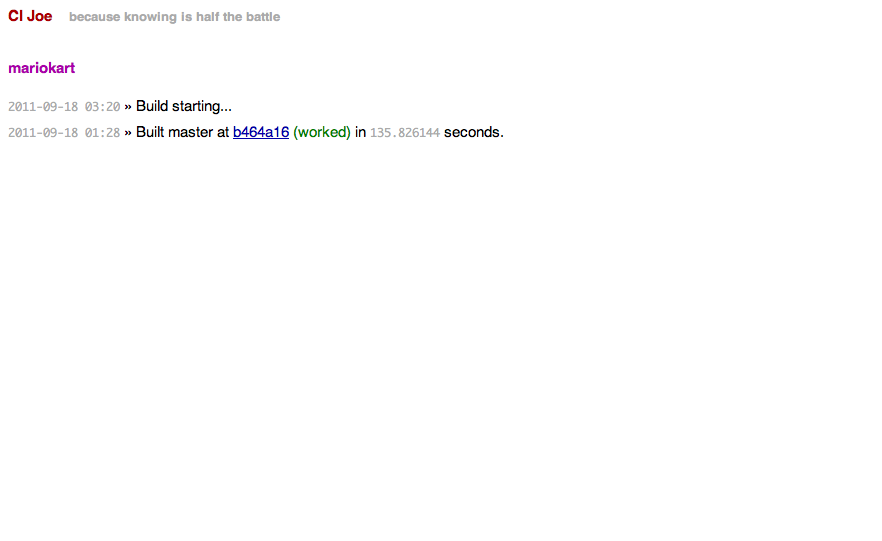 CI Joe because knowing is half the battle
mariokart
2011-09-18 03:20 » Build starting...
2011-09-18 01:28 » Built master at b464a16 (worked) in 135.826144 seconds.